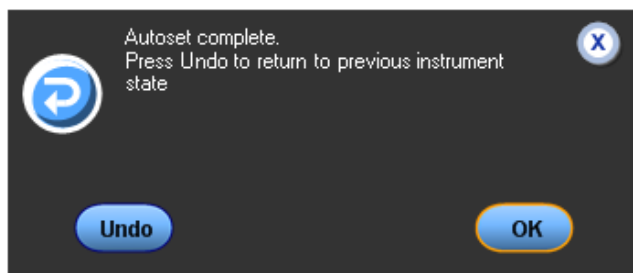 Autoset complete.
X
Press Undo to return to previous instrument
state
Undo
OK